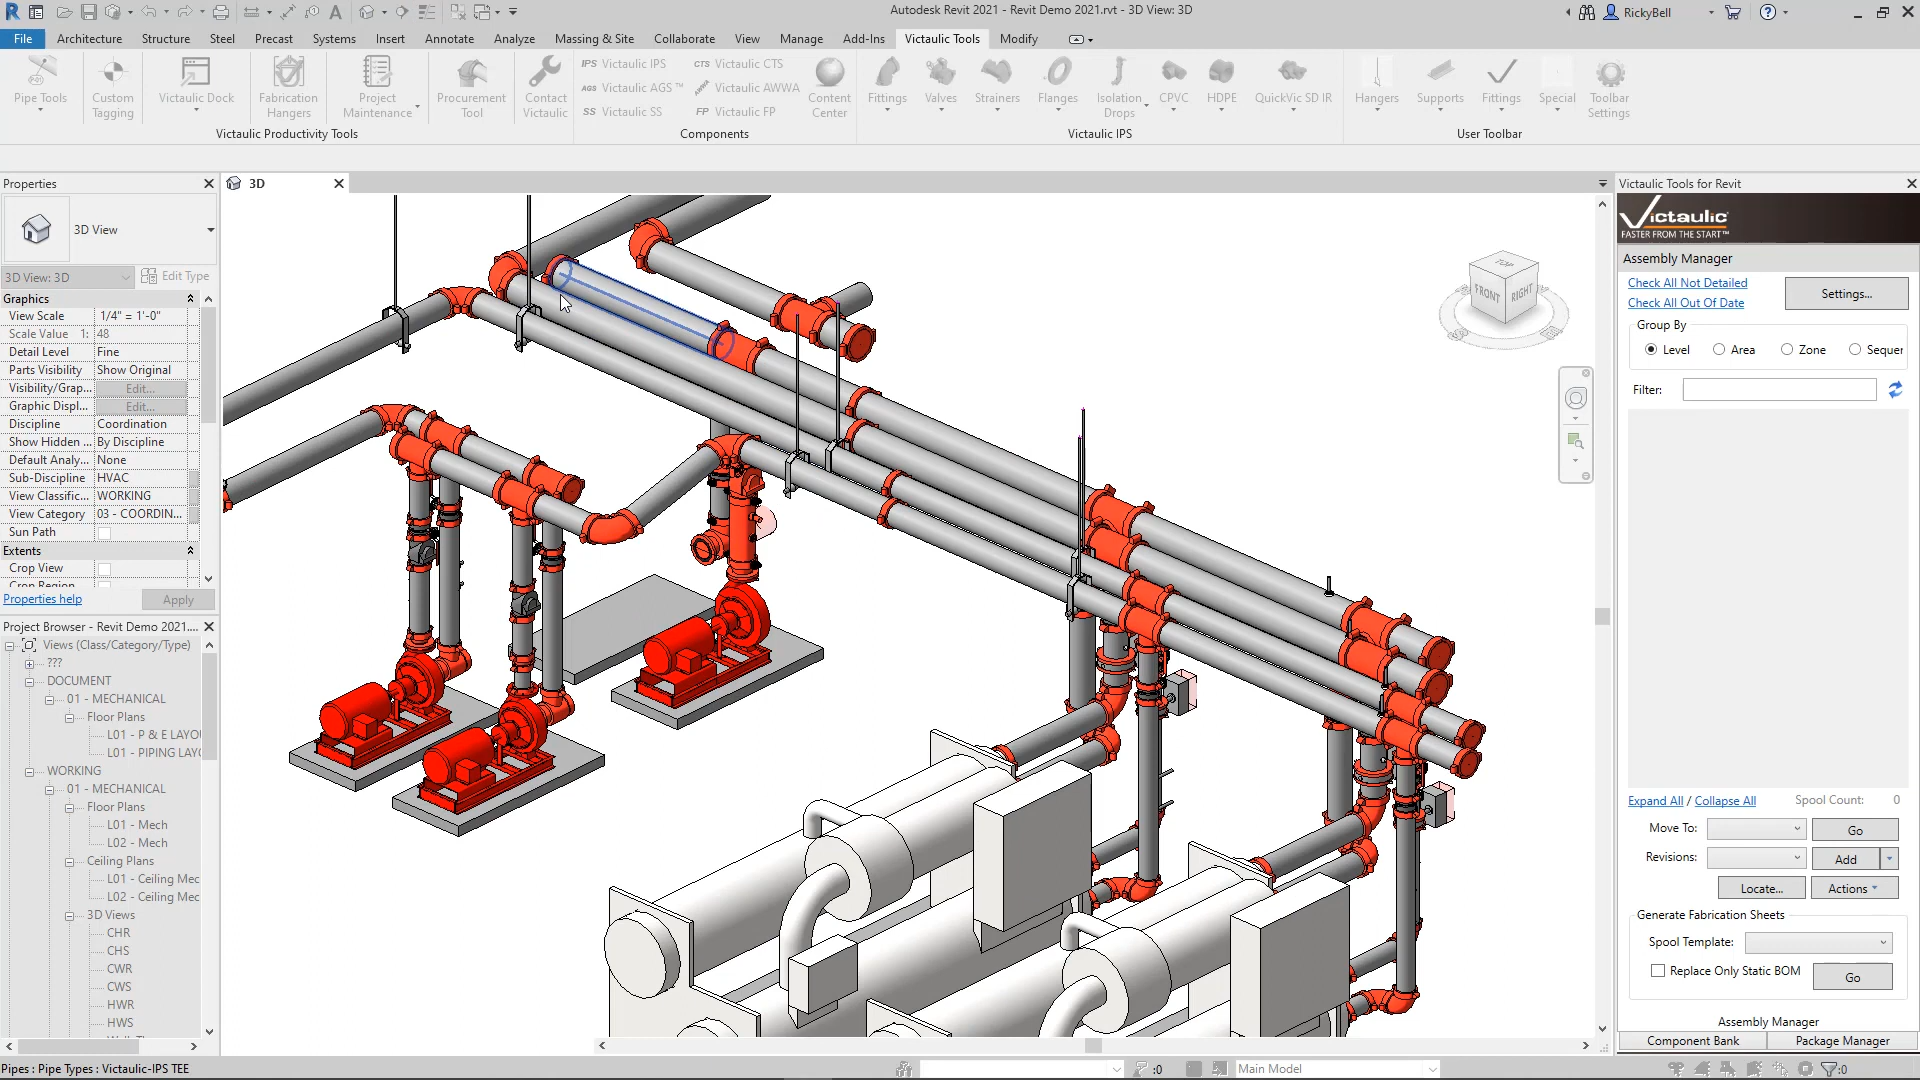 Autodesk Revit 2021 - Revit Demo 2021.rvt - 3D View: 3D
RickyBell
File Architecture Structure Steel Precast Systems Insert Annotate Analyze Massing & Site Collaborate View Manage Add-Ins Victaulic Tools Modify
Pipe Tools
Custom Tagging
Victaulic Dock
Fabrication Hangers
Project Maintenance
Procurement Tool
Contact Victaulic
Victaulic Productivity Tools
IPS Victaulic IPS
AGS Victaulic AGS™
SS Victaulic SS
CTS Victaulic CTS
Victaulic AWWA
FP Victaulic FP
Content Center
Components
Fittings
Valves
Strainers
Flanges
Isolation Drops
CPVC
HDPE
QuickVic SD IR
Victaulic IPS
Hangers
Supports
Fittings
Special
Toolbar Settings
User Toolbar
Properties
3D View
3D View: 3D
Edit Type
Graphics
View Scale 1/4" = 1'-0"
Scale Value 1: 48
Detail Level Fine
Parts Visibility Show Original
Visibility/Grap... Edit...
Graphic Displ... Edit...
Discipline Coordination
Show Hidden ... By Discipline
Default Analy... None
Sub-Discipline HVAC
View Classific... WORKING
View Category 03 - COORDIN...
Sun Path
Extents
Crop View
Crop Region
Properties help
Apply
Project Browser - Revit Demo 2021....
Views (Class/Category/Type)
???
DOCUMENT
01 - MECHANICAL
Floor Plans
L01 - P & E LAYOU
L01 - PIPING LAYO
WORKING
01 - MECHANICAL
Floor Plans
L01 - Mech
L02 - Mech
Ceiling Plans
L01 - Ceiling Mec
L02 - Ceiling Mec
3D Views
CHR
CHS
CWR
CWS
HWR
HWS
3D
TOP
FRONT
RIGHT
Victaulic Tools for Revit
Victaulic
FASTER FROM THE START™
Assembly Manager
Check All Not Detailed
Check All Out Of Date
Settings...
Group By
Level Area Zone Sequer
Filter:
Expand All / Collapse All
Spool Count: 0
Move To:
Go
Revisions:
Add
Locate...
Actions
Generate Fabrication Sheets
Spool Template:
Replace Only Static BOM
Go
Assembly Manager
Component Bank
Package Manager
Pipes : Pipe Types : Victaulic-IPS TEE
:0
Main Model
:0